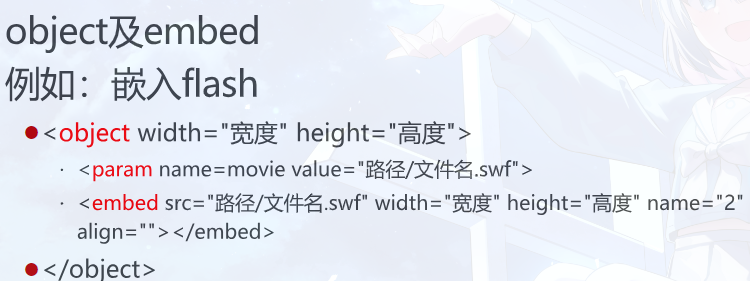 object及embed
例如：嵌入flash
●<object width="宽度" height="高度">
· <param name=movie value="路径/文件名.swf">
· <embed src="路径/文件名.swf" width="宽度" height="高度" name="2"
align=""></embed>
●</object>